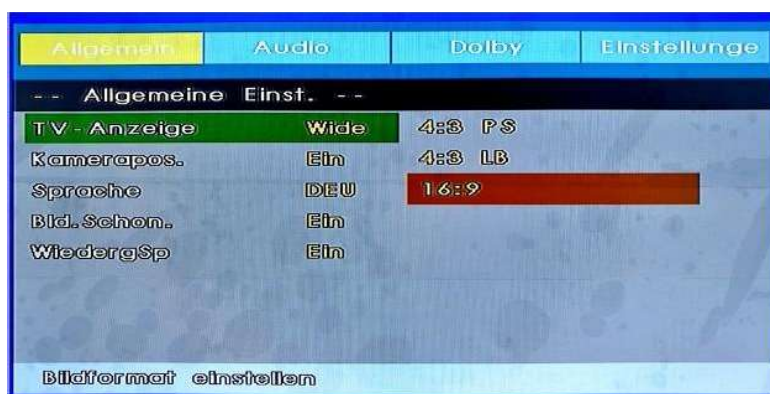 Allgemein Audio Dolby Einstellunge
-- Allgemeine Einst. --
TV-Anzeige Wide 4:3 PS
Kamerapos. Ein 4:3 LB
Sprache DEU 16:9
Bld.Schon. Ein
WiedergSp Ein
Bildformat einstellen